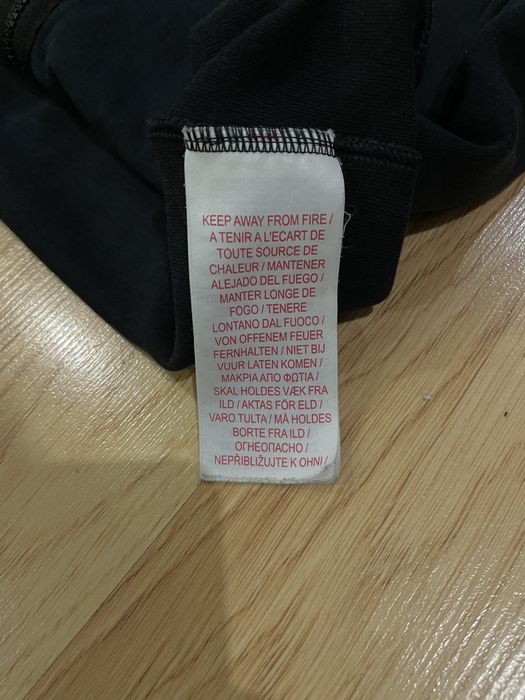 KEEP AWAY FROM FIRE /
A TENIR A L'ECART DE
TOUTE SOURCE DE
CHALEUR / MANTENER
ALEJADO DEL FUEGO /
MANTER LONGE DE
FOGO / TENERE
LONTANO DAL FUOCO /
VON OFFENEM FEUER
FERNHALTEN / NIET BIJ
VUUR LATEN KOMEN /
ΜΑΚΡΙΑ ΑΠΟ ΦΩΤΙΑ /
SKAL HOLDES VÆK FRA
ILD / AKTAS FÖR ELD /
VARO TULTA / MÅ HOLDES
BORTE FRA ILD /
ОГНЕОПАСНО /
NEPŘIBLIŽUJTE K OHNI /